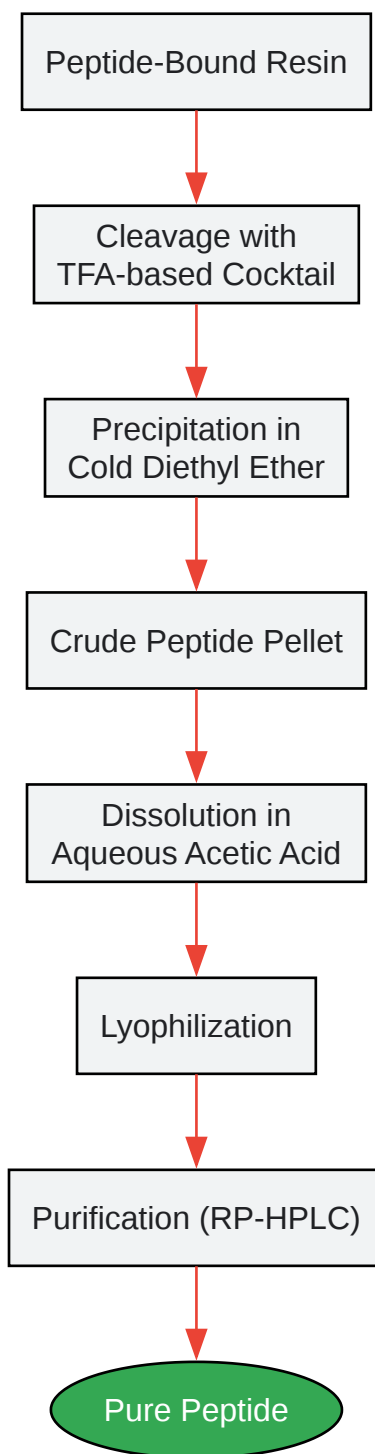 Peptide-Bound Resin
Cleavage with
TFA-based Cocktail
Precipitation in
Cold Diethyl Ether
Crude Peptide Pellet
Dissolution in
Aqueous Acetic Acid
Lyophilization
Purification (RP-HPLC)
Pure Peptide